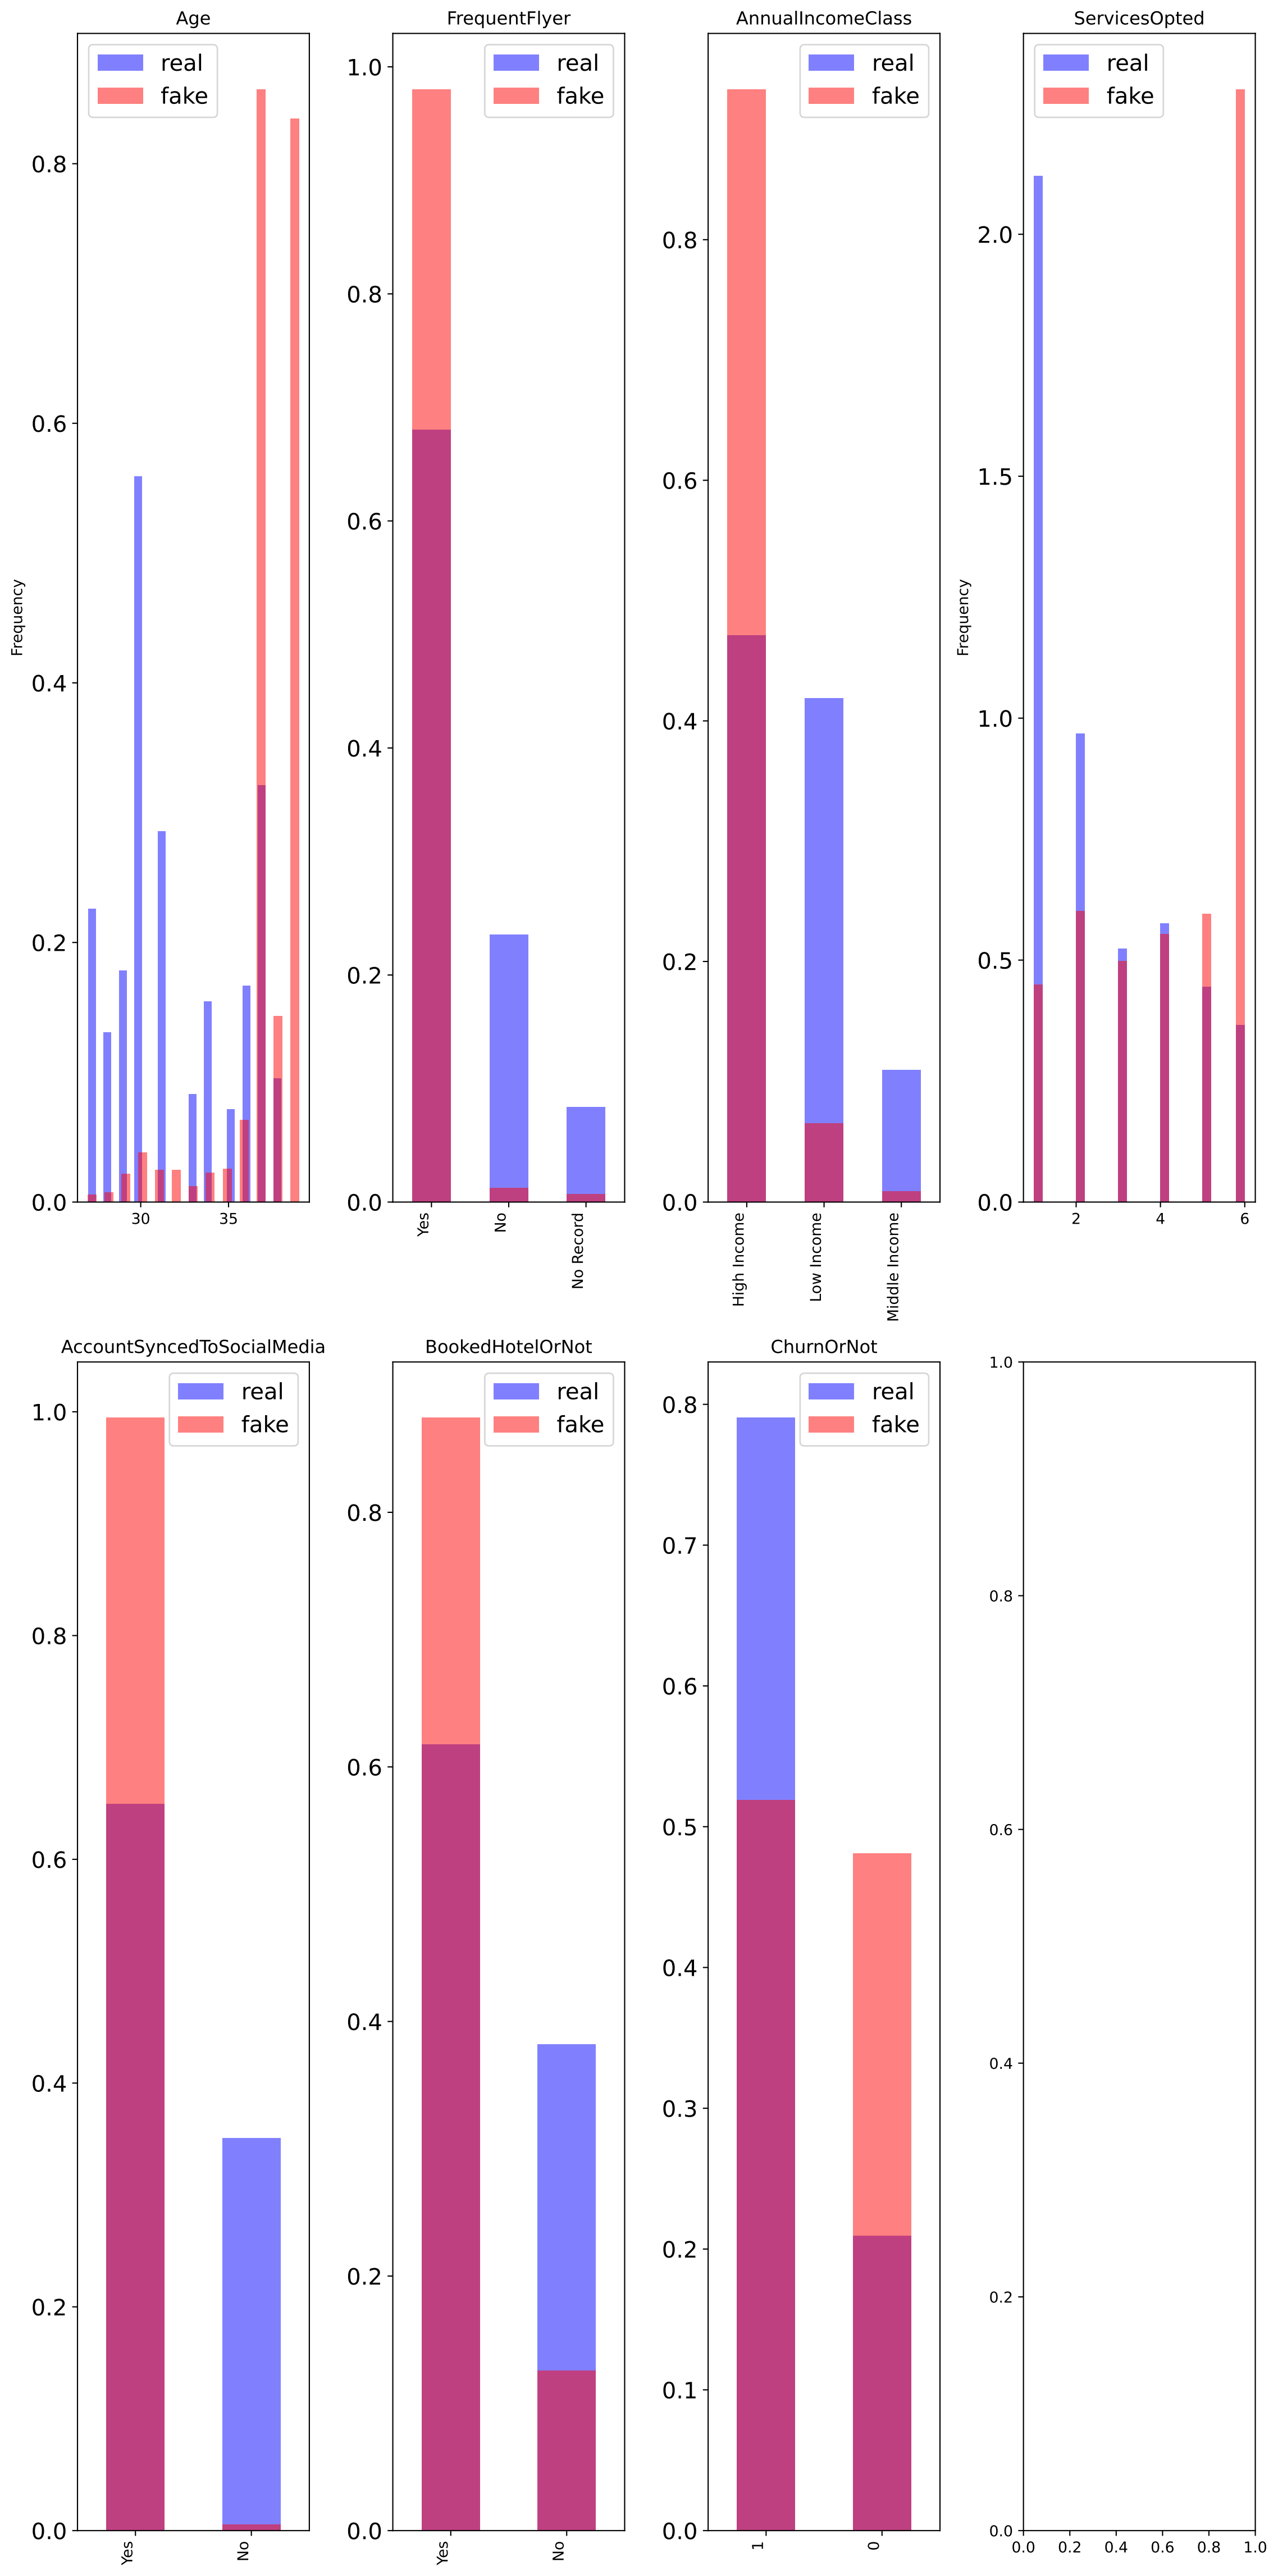 Age
real
fake
Frequency
0.8
0.6
0.4
0.2
0.0
30
35
FrequentFlyer
real
fake
1.0
0.8
0.6
0.4
0.2
0.0
Yes
No
No Record
AnnualIncomeClass
real
fake
0.8
0.6
0.4
0.2
0.0
High Income
Low Income
Middle Income
ServicesOpted
real
fake
Frequency
2.0
1.5
1.0
0.5
0.0
2
4
6
AccountSyncedToSocialMedia
real
fake
1.0
0.8
0.6
0.4
0.2
0.0
Yes
No
BookedHotelOrNot
real
fake
0.8
0.6
0.4
0.2
0.0
Yes
No
ChurnOrNot
real
fake
0.8
0.7
0.6
0.5
0.4
0.3
0.2
0.1
0.0
1
0
1.0
0.8
0.6
0.4
0.2
0.0
0.0 0.2 0.4 0.6 0.8 1.0